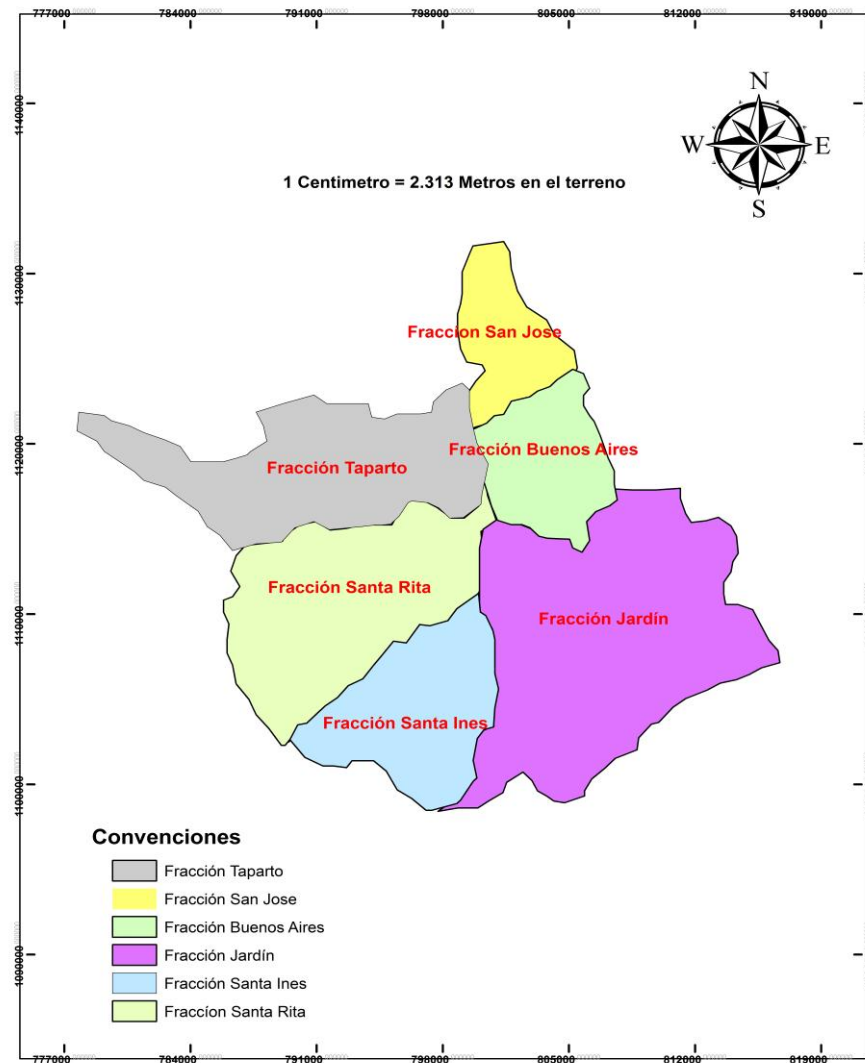 777000 784000 791000 798000 805000 812000 819000
1140000
N
W E
S
1 Centimetro = 2.313 Metros en el terreno
1130000
Fraccion San Jose
1120000
Fracción Buenos Aires
Fracción Taparto
Fracción Santa Rita
1110000
Fracción Jardín
Fracción Santa Ines
1100000
Convenciones
Fracción Taparto
Fracción San Jose
Fracción Buenos Aires
Fracción Jardín
1090000
Fracción Santa Ines
Fraccíon Santa Rita
777000 784000 791000 798000 805000 812000 819000